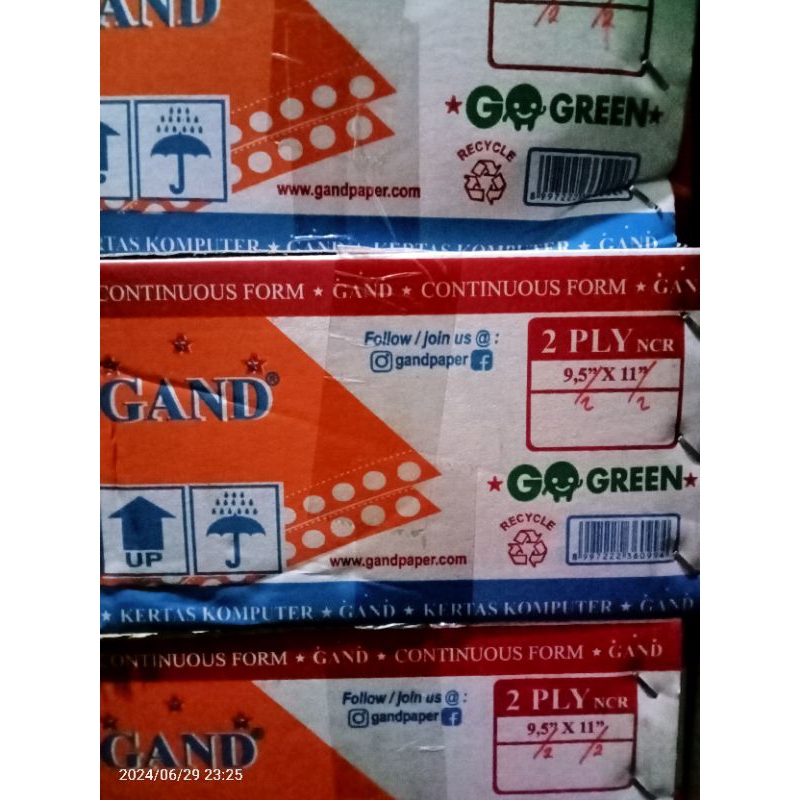 GAND
/2 /2
GO GREEN
RECYCLE
www.gandpaper.com
KERTAS KOMPUTER ★ GAND ★ KERTAS KOMPUTER ★ GAND
CONTINUOUS FORM ★ GAND ★ CONTINUOUS FORM ★ GAN
Follow / join us @ :
gandpaper
2 PLY NCR
9,5” X 11”
/2 /2
GAND®
GO GREEN
RECYCLE
UP
www.gandpaper.com
★ KERTAS KOMPUTER ★ GAND ★ KERTAS KOMPUTER ★ GAND
CONTINUOUS FORM ★ GAND ★ CONTINUOUS FORM ★ GAND
Follow / join us @ :
gandpaper
2 PLY NCR
9,5” X 11”
/2 /2
GAND®
2024/06/29 23:25